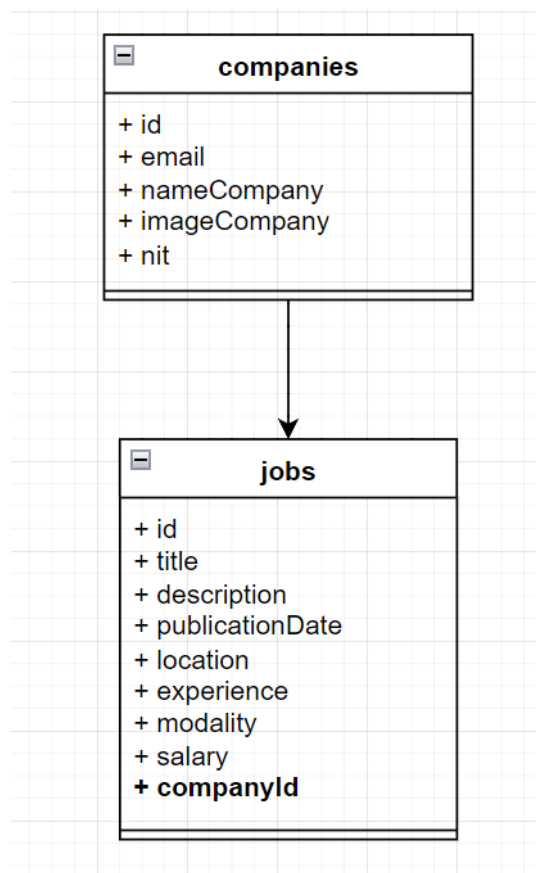 companies
+ id
+ email
+ nameCompany
+ imageCompany
+ nit
jobs
+ id
+ title
+ description
+ publicationDate
+ location
+ experience
+ modality
+ salary
+ companyId